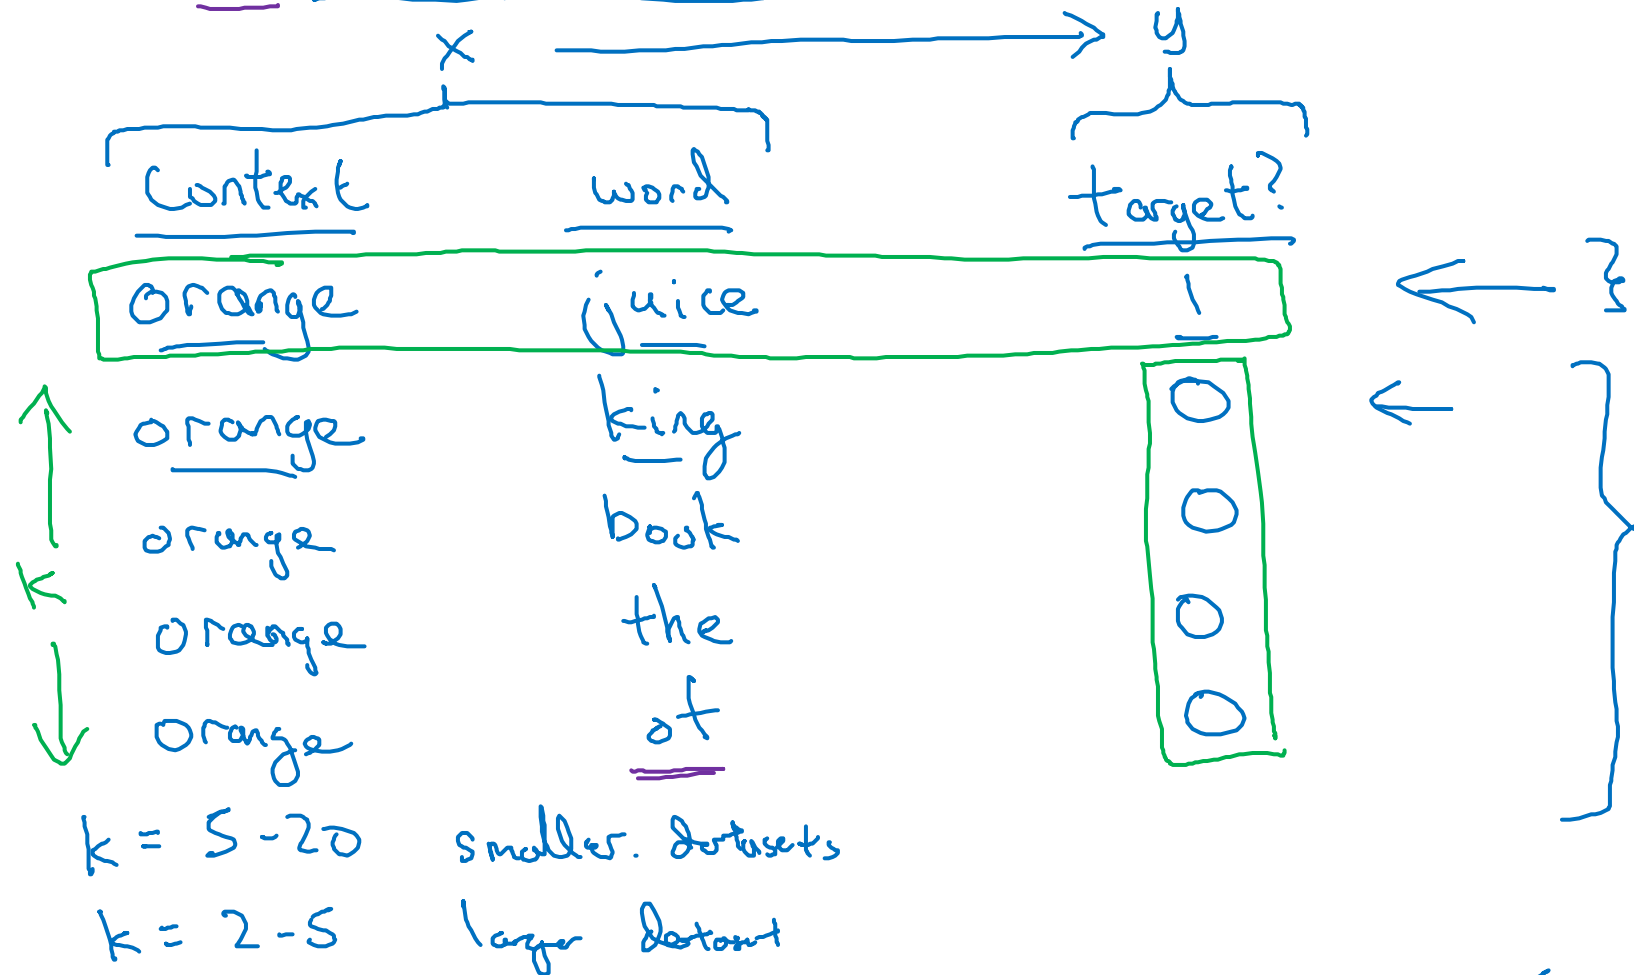 x → y
Context word target?
orange juice 1
orange king 0
orange book 0
k
orange the 0
orange of 0
k = 5-20 smaller. datasets
k = 2-5 larger dataset